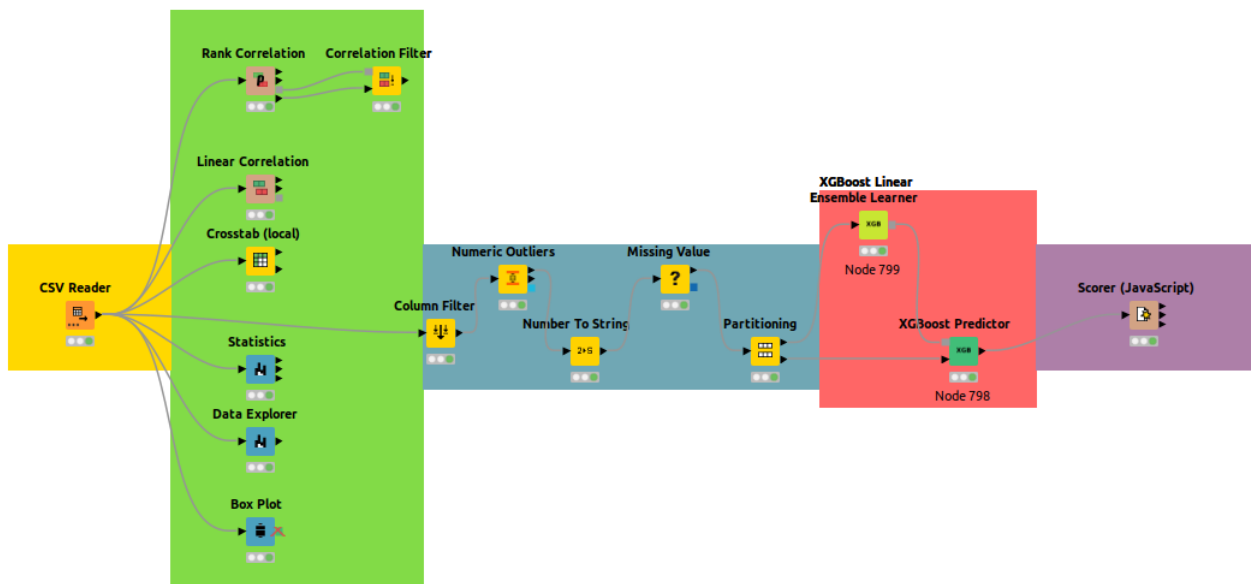 Rank Correlation
Correlation Filter
p
Linear Correlation
Crosstab (local)
CSV Reader
Statistics
Data Explorer
Box Plot
Column Filter
Numeric Outliers
Number To String
2▸S
Missing Value
?
Partitioning
XGBoost Linear
Ensemble Learner
XGB
Node 799
XGBoost Predictor
XGB
Node 798
Scorer (JavaScript)